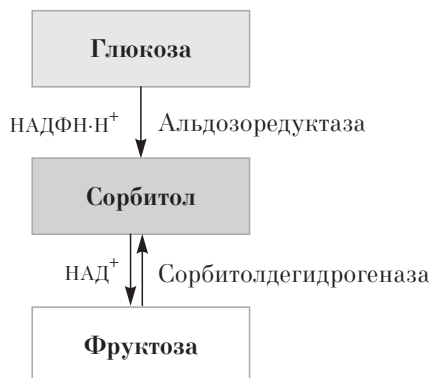 Глюкоза
НАДФН·Н⁺ Альдозоредуктаза
Сорбитол
НАД⁺ Сорбитолдегидрогеназа
Фруктоза